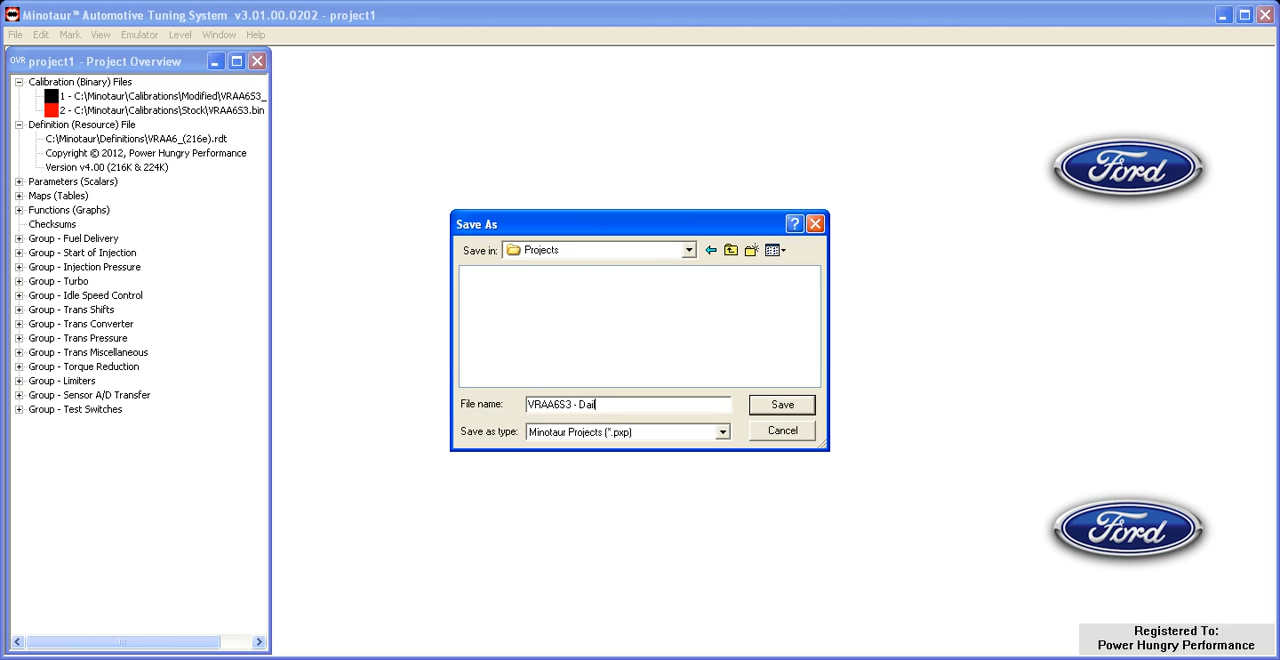 Minotaur™ Automotive Tuning System v3.01.00.0202 - project1
File Edit Mark View Emulator Level Window Help
OVR project1 - Project Overview
Calibration (Binary) Files
1 - C:\Minotaur\Calibrations\Modified\VRAA6S3_
2 - C:\Minotaur\Calibrations\Stock\VRAA6S3.bin
Definition (Resource) File
C:\Minotaur\Definitions\VRAA6_(216e).rdt
Copyright © 2012, Power Hungry Performance
Version v4.00 (216K & 224K)
Parameters (Scalars)
Maps (Tables)
Functions (Graphs)
Checksums
Group - Fuel Delivery
Group - Start of Injection
Group - Injection Pressure
Group - Turbo
Group - Idle Speed Control
Group - Trans Shifts
Group - Trans Converter
Group - Trans Pressure
Group - Trans Miscellaneous
Group - Torque Reduction
Group - Limiters
Group - Sensor A/D Transfer
Group - Test Switches
Save As
Save in: Projects
File name: VRAA6S3 - Dail
Save
Save as type: Minotaur Projects (*.pxp)
Cancel
Ford
Ford
Registered To:
Power Hungry Performance